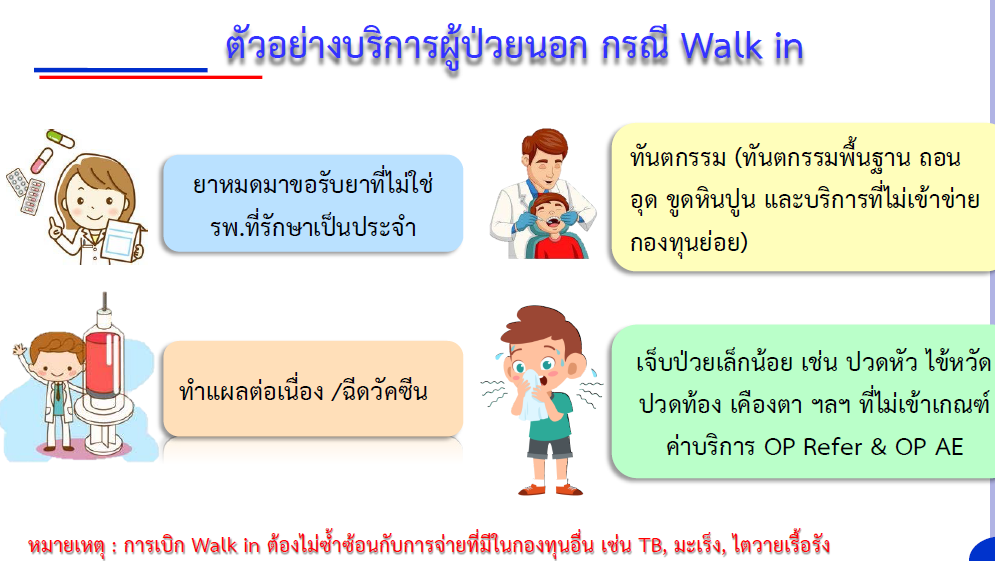 ตัวอย่างบริการผู้ป่วยนอก กรณี Walk in
ยาหมดมาขอรับยาที่ไม่ใช่
รพ.ที่รักษาเป็นประจำ
ทันตกรรม (ทันตกรรมพื้นฐาน ถอน
อุด ขูดหินปูน และบริการที่ไม่เข้าข่าย
กองทุนย่อย)
ทำแผลต่อเนื่อง /ฉีดวัคซีน
เจ็บป่วยเล็กน้อย เช่น ปวดหัว ไข้หวัด
ปวดท้อง เคืองตา ฯลฯ ที่ไม่เข้าเกณฑ์
ค่าบริการ OP Refer & OP AE
หมายเหตุ : การเบิก Walk in ต้องไม่ซ้ำซ้อนกับการจ่ายที่มีในกองทุนอื่น เช่น TB, มะเร็ง, ไตวายเรื้อรัง